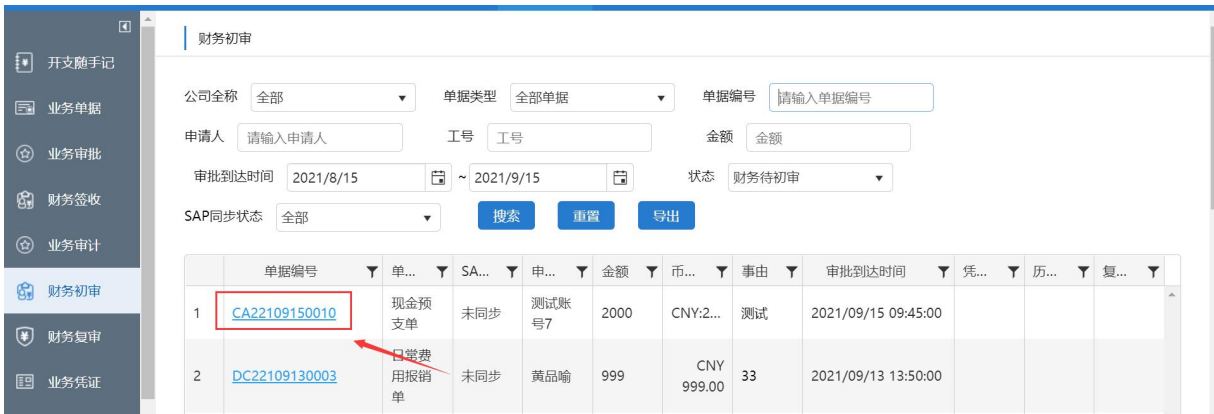 财务初审
开支随手记
业务单据
业务审批
财务签收
业务审计
财务初审
财务复审
业务凭证
公司全称 全部 单据类型 全部单据 单据编号 请输入单据编号
申请人 请输入申请人 工号 工号 金额 金额
审批到达时间 2021/8/15 ~ 2021/9/15 状态 财务待初审
SAP同步状态 全部 搜索 重置 导出
单据编号 单... SA... 申... 金额 币... 事由 审批到达时间 凭... 历... 复...
1 CA22109150010 现金预支单 未同步 测试账号7 2000 CNY:2... 测试 2021/09/15 09:45:00
2 DC22109130003 日常费用报销单 未同步 黄品喻 999 CNY 999.00 33 2021/09/13 13:50:00